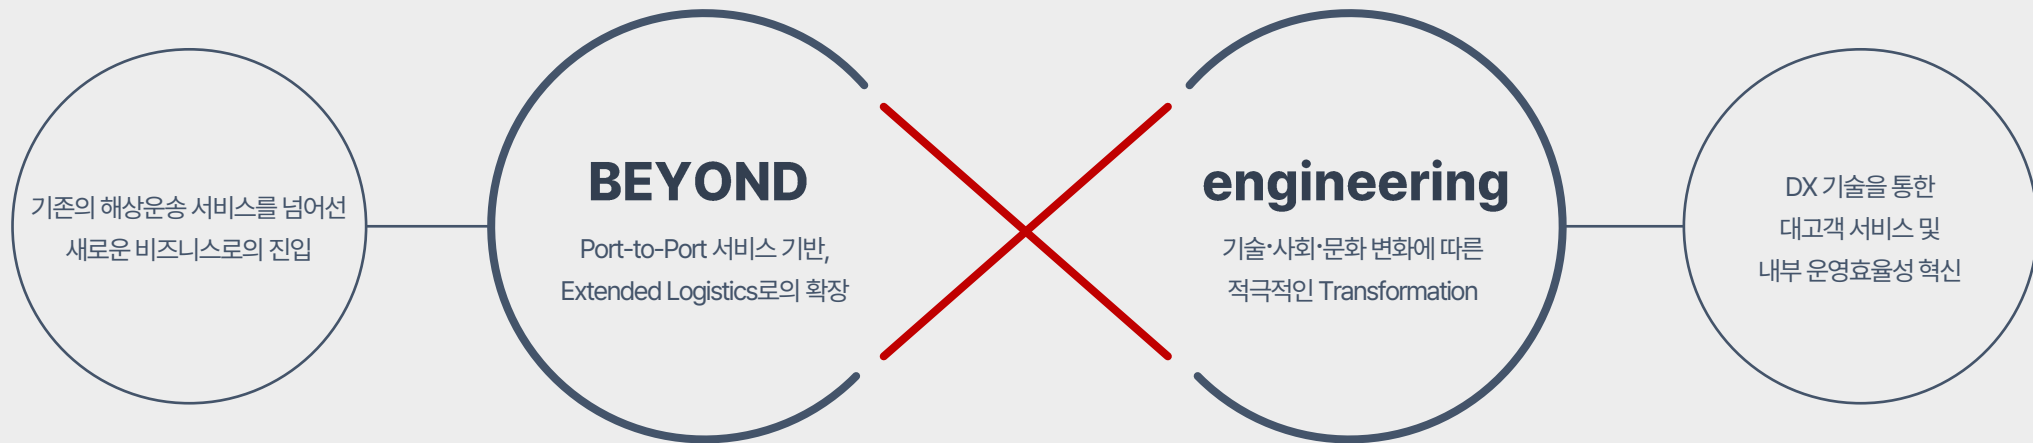 기존의 해상운송 서비스를 넘어선
새로운 비즈니스로의 진입
BEYOND
Port-to-Port 서비스 기반,
Extended Logistics로의 확장
engineering
기술•사회•문화 변화에 따른
적극적인 Transformation
DX 기술을 통한
대고객 서비스 및
내부 운영효율성 혁신